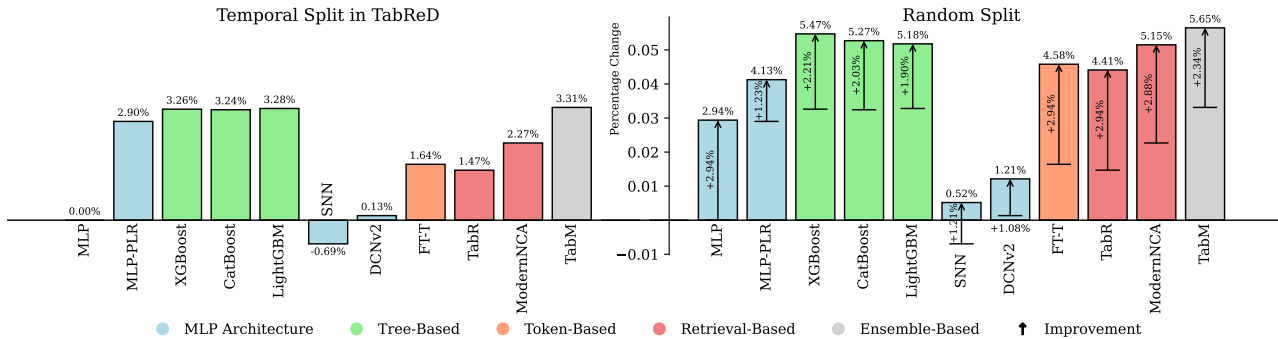 Temporal Split in TabReD
0.00%
2.90%
3.26%
3.24%
3.28%
-0.69%
0.13%
1.64%
1.47%
2.27%
3.31%
MLP
MLP-PLR
XGBoost
CatBoost
LightGBM
SNN
DCNv2
FT-T
TabR
ModernNCA
TabM
Random Split
Percentage Change
0.05
0.04
0.03
0.02
0.01
0.00
−0.01
2.94%
4.13%
5.47%
5.27%
5.18%
0.52%
1.21%
4.58%
4.41%
5.15%
5.65%
+2.94%
+1.23%
+2.21%
+2.03%
+1.90%
+1.21%
+1.08%
+2.94%
+2.94%
+2.88%
+2.34%
MLP
MLP-PLR
XGBoost
CatBoost
LightGBM
SNN
DCNv2
FT-T
TabR
ModernNCA
TabM
MLP Architecture
Tree-Based
Token-Based
Retrieval-Based
Ensemble-Based
Improvement